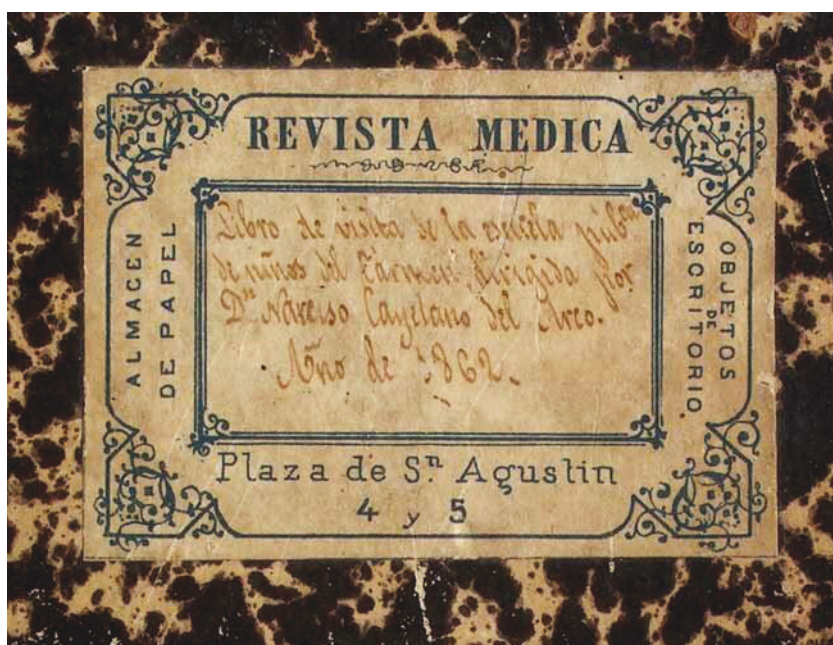 REVISTA MEDICA
ALMACEN
DE PAPEL
Libro de visita de la escuela púb.ca
de niños del Carmen, dirigida por
Dn Narciso Cayetano del Arco.
Año de 1862.
OBJETOS
DE
ESCRITORIO
Plaza de Sn. Agustin
4 y 5